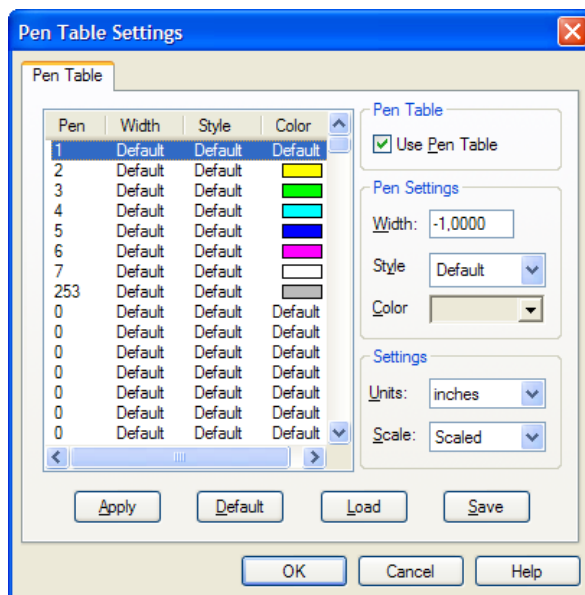 Pen Table Settings
Pen Table
Pen Width Style Color
1 Default Default Default
2 Default Default
3 Default Default
4 Default Default
5 Default Default
6 Default Default
7 Default Default
253 Default Default
0 Default Default Default
0 Default Default Default
0 Default Default Default
0 Default Default Default
0 Default Default Default
0 Default Default Default
0 Default Default Default
Pen Table
Use Pen Table
Pen Settings
Width: -1,0000
Style Default
Color
Settings
Units: inches
Scale: Scaled
Apply Default Load Save
OK Cancel Help